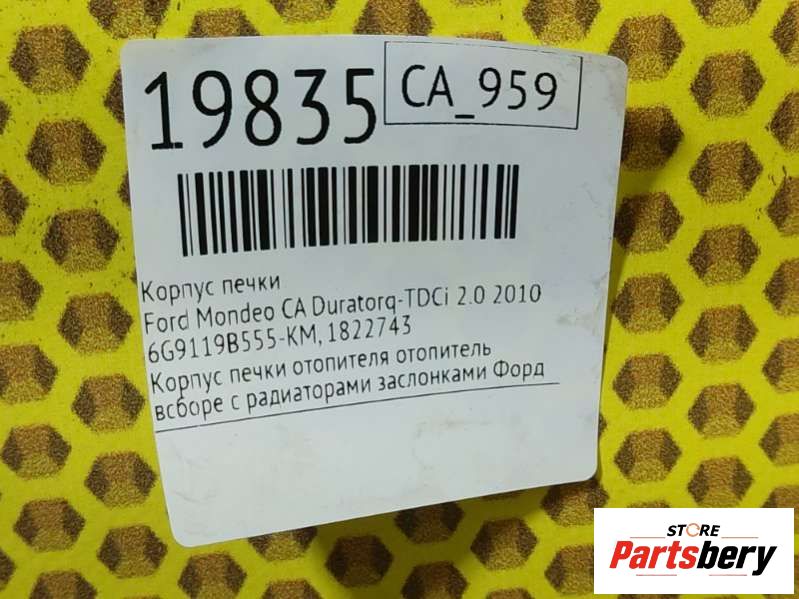 19835
CA_959
Корпус печки
Ford Mondeo CA Duratorq-TDCi 2.0 2010
6G9119B555-KM, 1822743
Корпус печки отопителя отопитель
всборе с радиаторами заслонками Форд
STORE
Partsbery